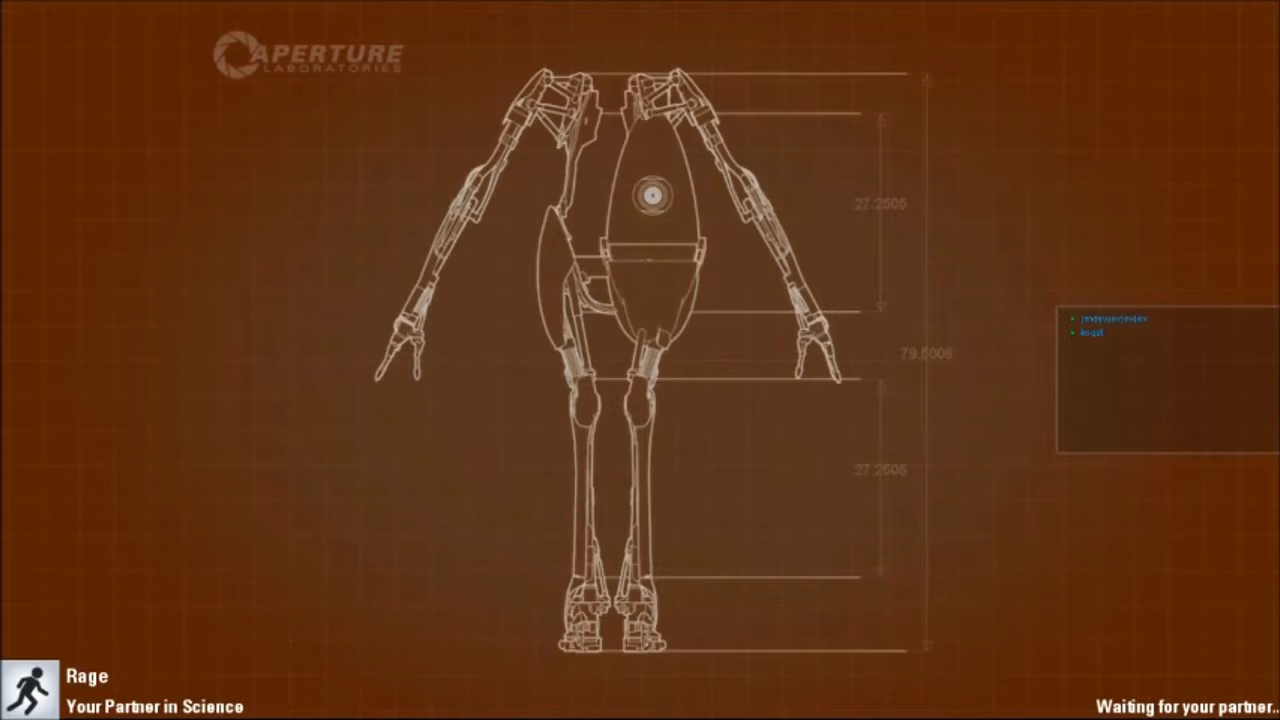 APERTURE
LABORATORIES
27.2506
79.5006
27.2506
Rage
Your Partner in Science
Waiting for your partner..